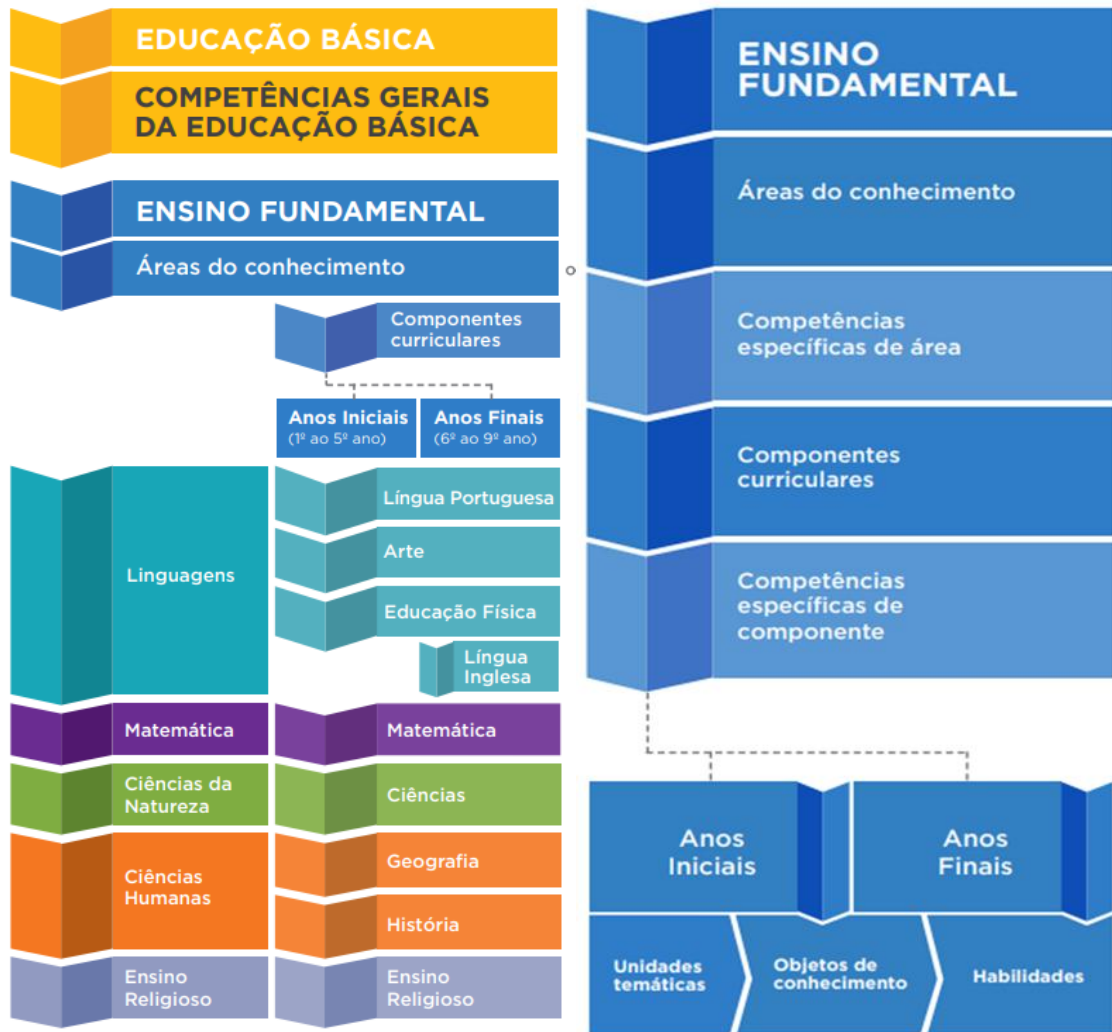 EDUCAÇÃO BÁSICA
COMPETÊNCIAS GERAIS
DA EDUCAÇÃO BÁSICA
ENSINO FUNDAMENTAL
Áreas do conhecimento
Componentes
curriculares
Anos Iniciais
(1º ao 5º ano)
Anos Finais
(6º ao 9º ano)
Linguagens
Língua Portuguesa
Arte
Educação Física
Língua
Inglesa
Matemática
Matemática
Ciências da
Natureza
Ciências
Ciências
Humanas
Geografia
História
Ensino
Religioso
Ensino
Religioso
ENSINO
FUNDAMENTAL
Áreas do conhecimento
Competências
específicas de área
Componentes
curriculares
Competências
específicas de
componente
Anos
Iniciais
Anos
Finais
Unidades
temáticas
Objetos de
conhecimento
Habilidades